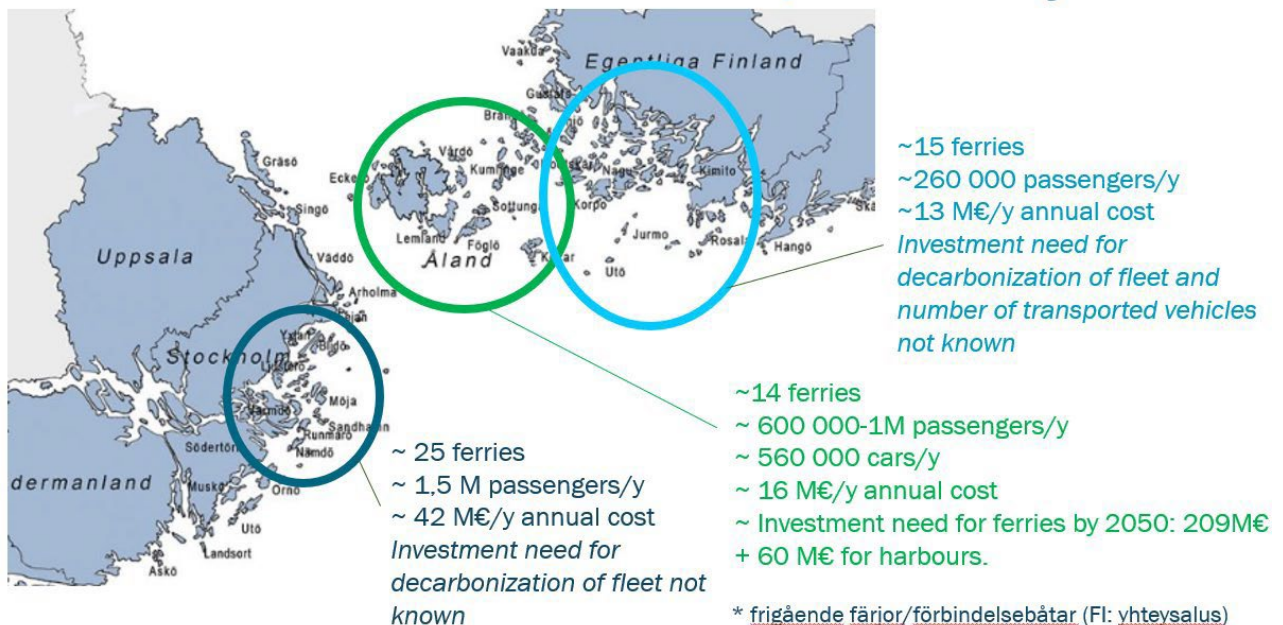 Vaakda
Egentliga Finland
Gustafs
Gräsö
Vårdö
Kumlinge
Nagu
Kimito
Eckerö
Singö
Sottunga
Korpo
Lemland
Föglö
Åland
Jurmo
Rosala
Hangö
Utö
Uppsala
Väddö
Arholma
Stockholm
Blidö
Värmdö
Möja
Sandhamn
Runmarö
Nämdö
Södertörn
dermanland
Muskö
Ornö
Utö
Landsort
Askö
~15 ferries
~260 000 passengers/y
~13 M€/y annual cost
Investment need for
decarbonization of fleet and
number of transported vehicles
not known
~14 ferries
~ 600 000-1M passengers/y
~ 560 000 cars/y
~ 16 M€/y annual cost
~ Investment need for ferries by 2050: 209M€
+ 60 M€ for harbours.
~ 25 ferries
~ 1,5 M passengers/y
~ 42 M€/y annual cost
Investment need for
decarbonization of fleet not
known
* frigående färjor/förbindelsebåtar (FI: yhteysalus)